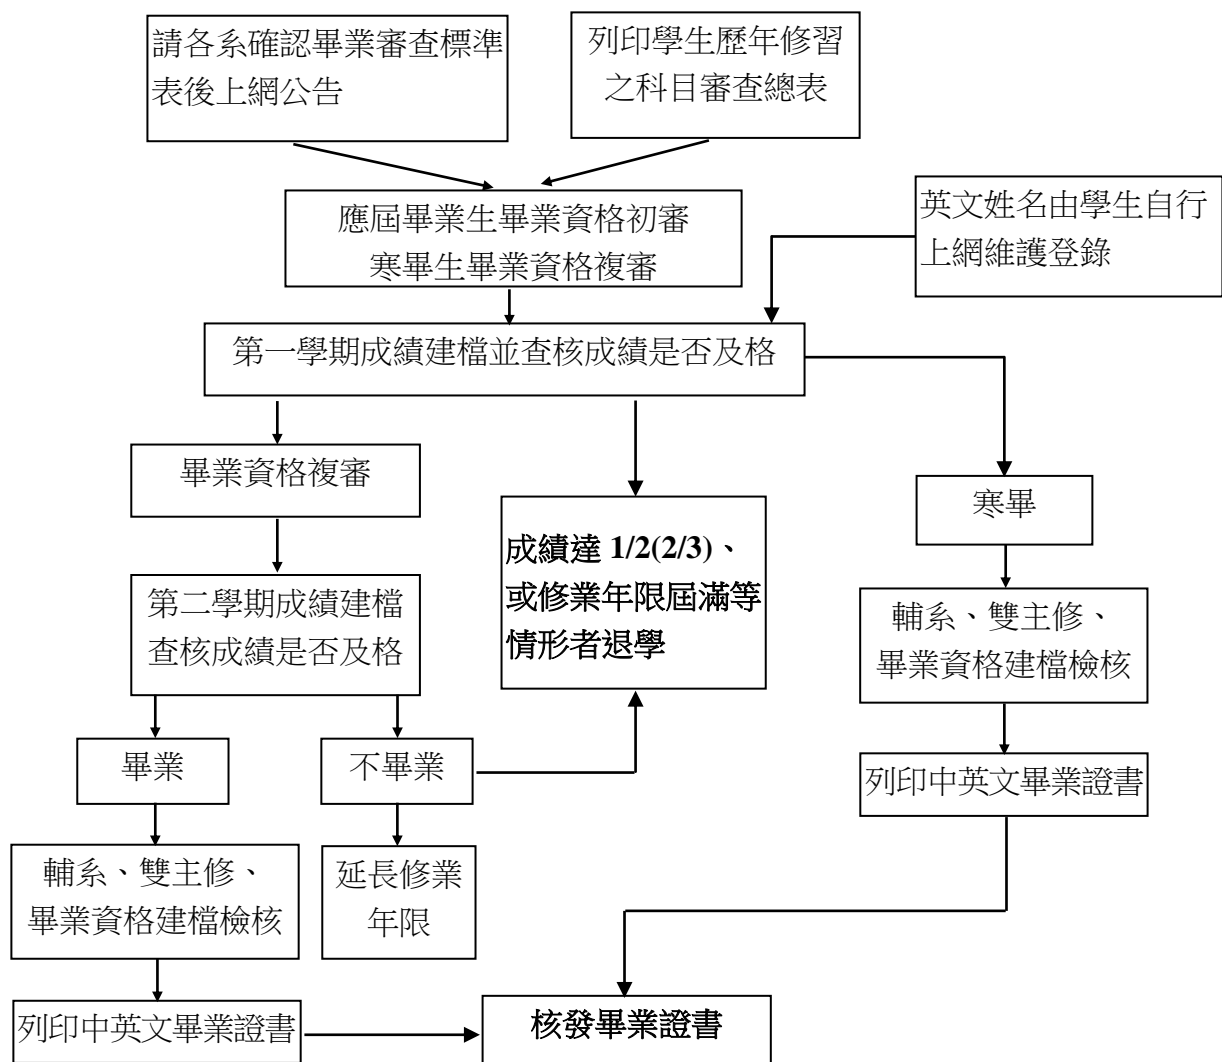 請各系確認畢業審查標準
表後上網公告
列印學生歷年修習
之科目審查總表
應屆畢業生畢業資格初審
寒畢生畢業資格複審
英文姓名由學生自行
上網維護登錄
第一學期成績建檔並查核成績是否及格
畢業資格複審
成績達 1/2(2/3)、
或修業年限屆滿等
情形者退學
寒畢
第二學期成績建檔
查核成績是否及格
輔系、雙主修、
畢業資格建檔檢核
畢業
不畢業
列印中英文畢業證書
輔系、雙主修、
畢業資格建檔檢核
延長修業
年限
列印中英文畢業證書
核發畢業證書